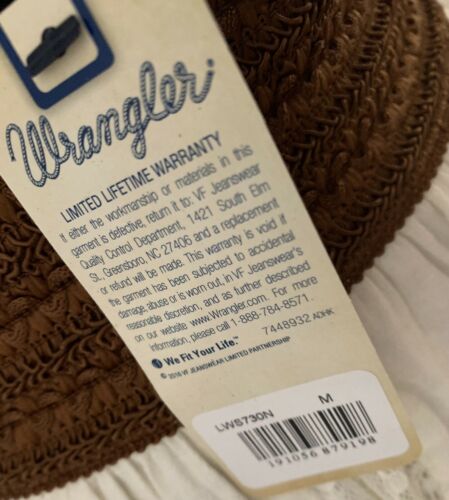 Wrangler
LIMITED LIFETIME WARRANTY
If either the workmanship or materials in this
garment is defective, return it to: VF Jeanswear
Quality Control Department, 1421 South Elm
St. Greensboro, NC 27406 and a replacement
or refund will be made. This warranty is void if
the garment has been subjected to accidental
damage, abuse or is worn out, in VF Jeanswear's
reasonable discretion, and as further described
on our website www.Wrangler.com. For more
information, please call 1-888-784-8571.
7448932 ADHK
We Fit Your Life.™
©2016 VF JEANSWEAR LIMITED PARTNERSHIP
LWS730N M
191056 879198